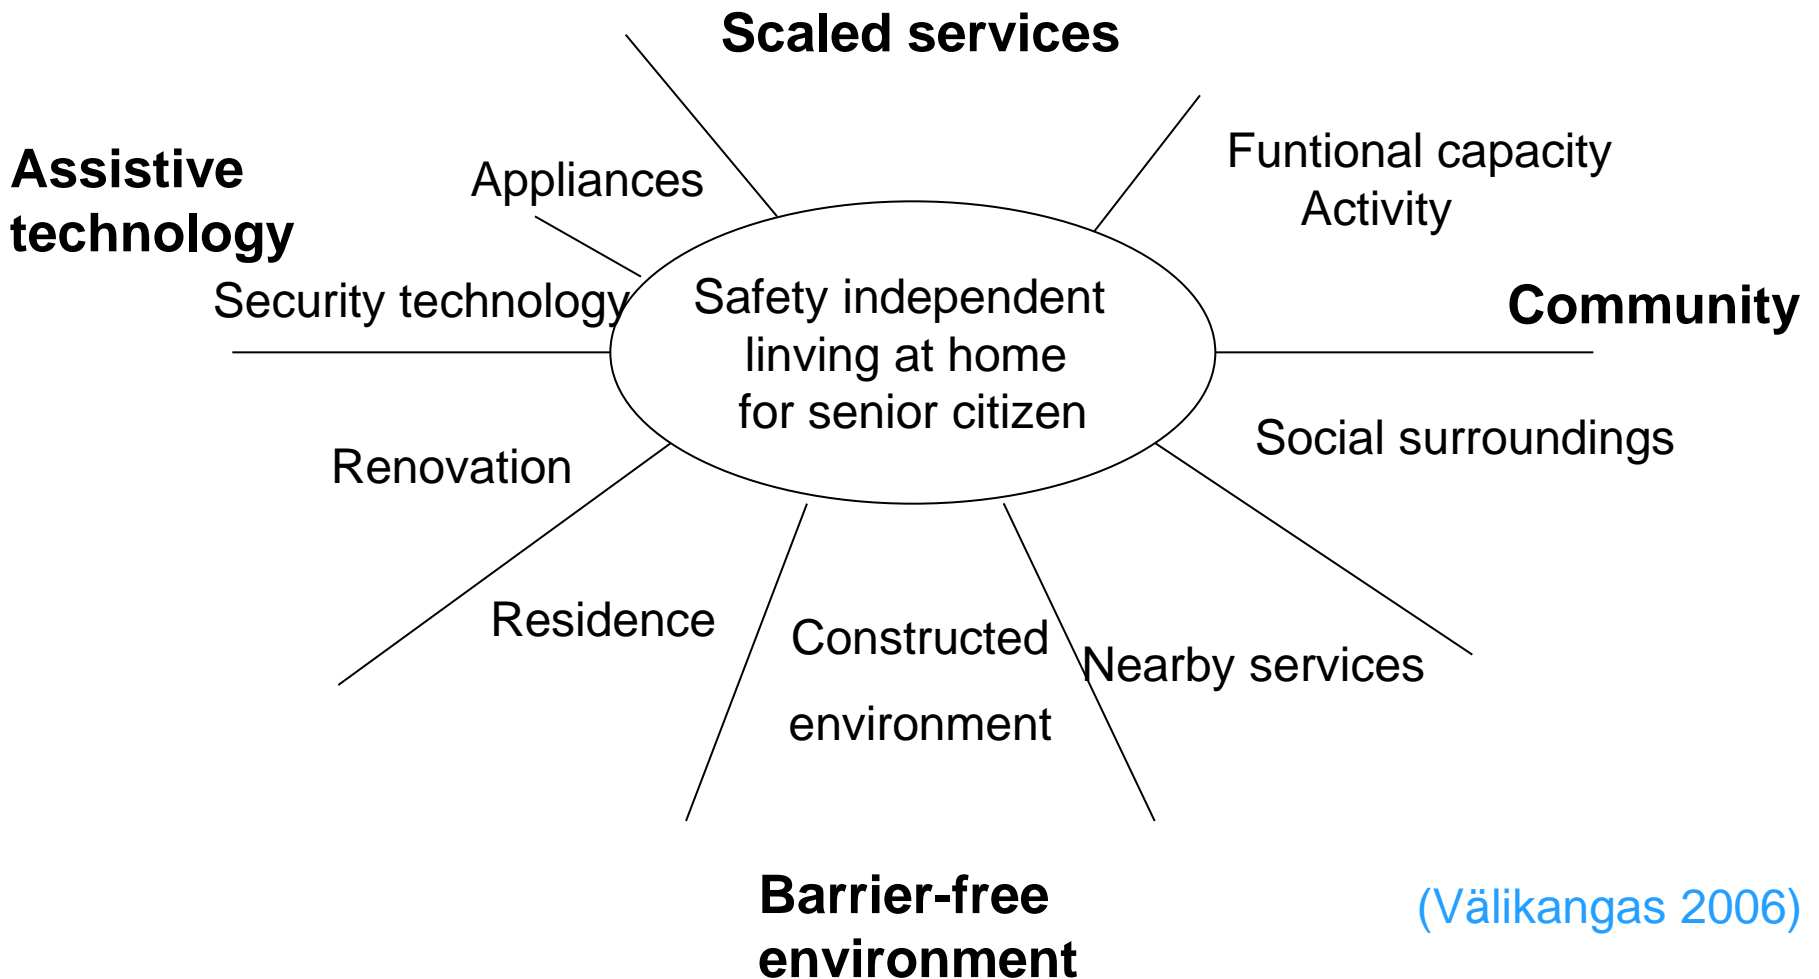 Scaled services
Assistive
technology
Appliances
Funtional capacity
Activity
Security technology
Safety independent
linving at home
for senior citizen
Community
Renovation
Social surroundings
Residence
Constructed
environment
Nearby services
Barrier-free
environment
(Välikangas 2006)